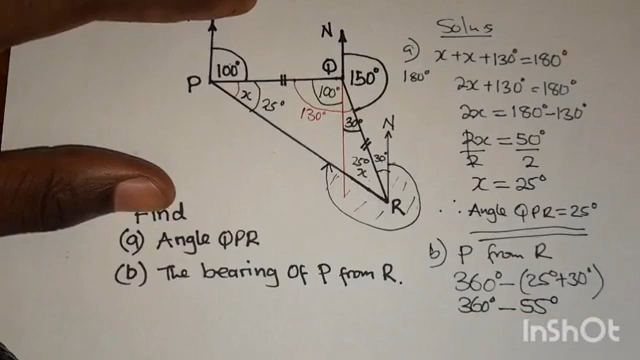 N
P
100°
x
25°
Q
150°
100°
130°
30°
N
25°
x
30°
R
Find
(a) Angle QPR
(b) The bearing Of P from R.
Soln s
a) x + x + 130° = 180°
180°
2x + 130° = 180°
2x = 180° - 130°
2x = 50°
2 2
x = 25°
∴ Angle QPR = 25°
b) P from R
360° - (25° + 30°)
360° - 55°
InShOt